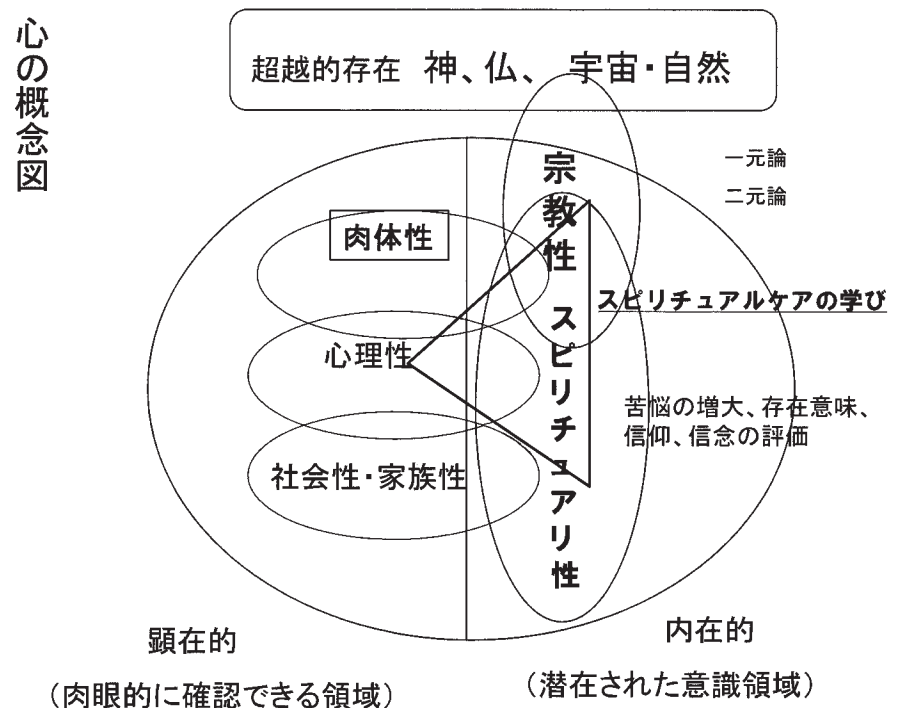 心の概念図
超越的存在 神、仏、 宇宙・自然
一元論
二元論
宗教性
肉体性
スピリチュアルケアの学び
スピリチュアリ性
心理性
苦悩の増大、存在意味、
信仰、信念の評価
社会性・家族性
顕在的
(肉眼的に確認できる領域)
内在的
(潜在された意識領域)